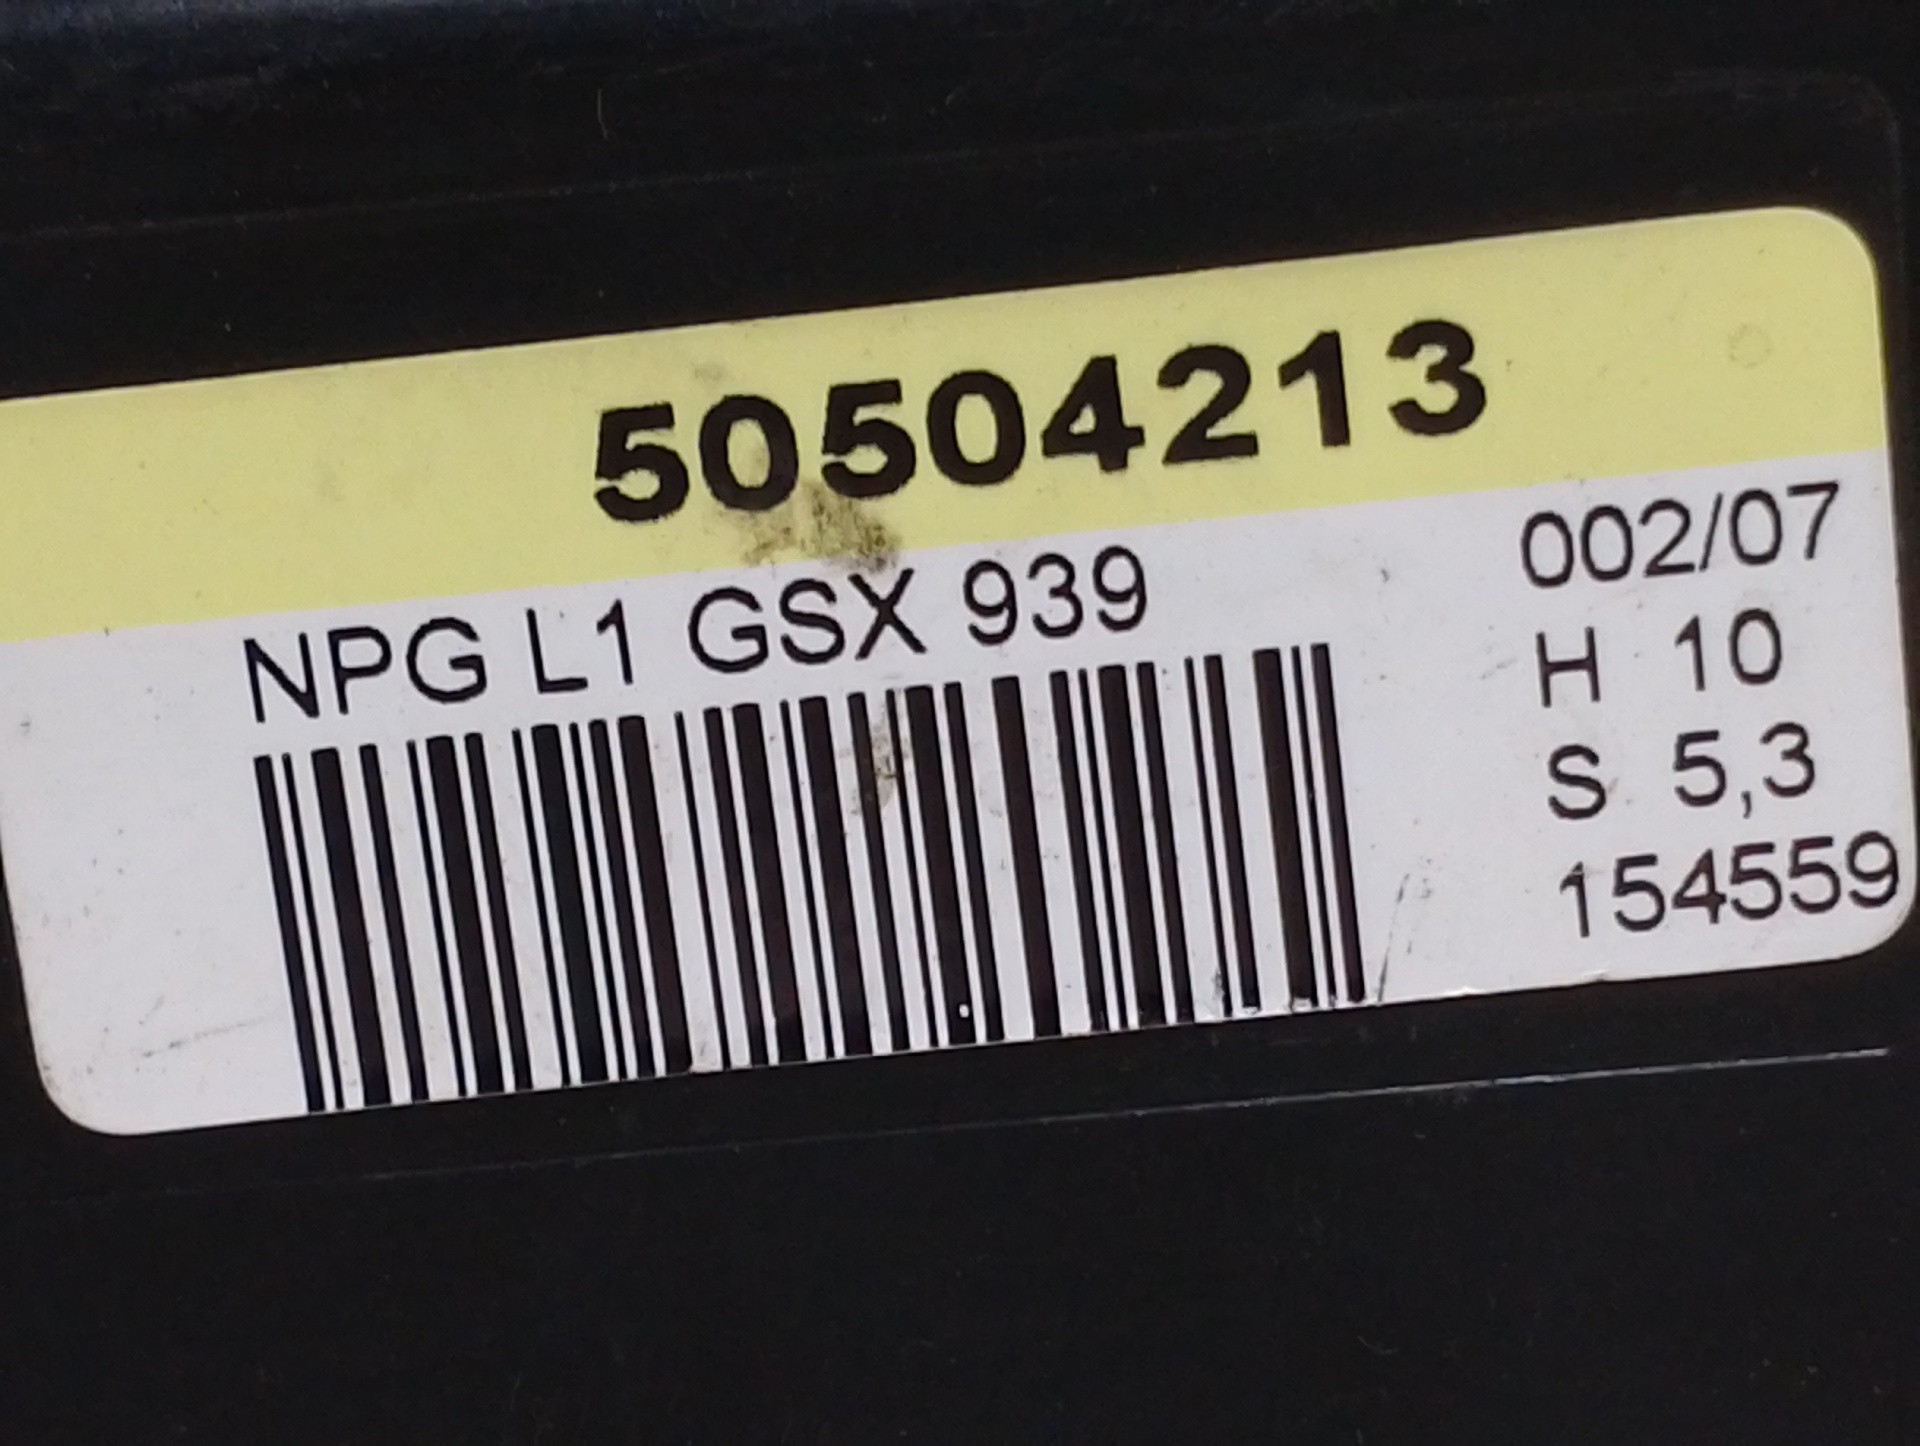 50504213
NPG L1 GSX 939
002/07
H 10
S 5,3
154559